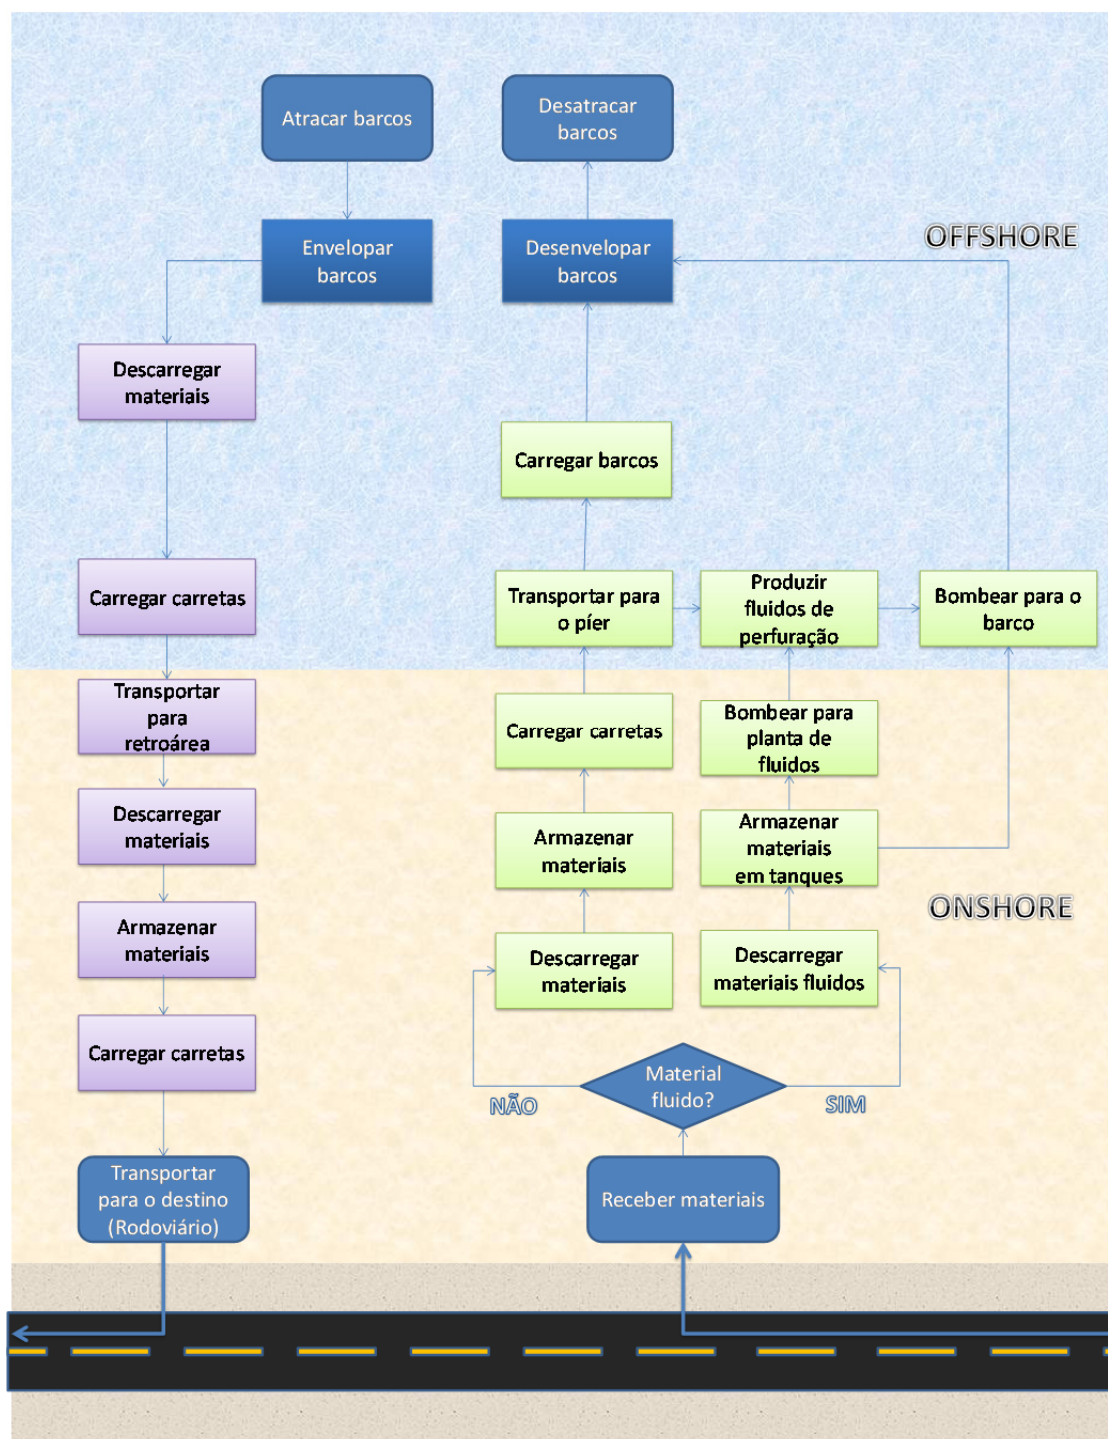 Atracar barcos
Desatracar
barcos
Envelopar
barcos
Desenvelopar
barcos
OFFSHORE
Descarregar
materiais
Carregar barcos
Carregar carretas
Transportar para
o píer
Produzir
fluidos de
perfuração
Bombear para o
barco
Transportar
para
retroárea
Carregar carretas
Bombear para
planta de
fluidos
Descarregar
materiais
Armazenar
materiais
Armazenar
materiais
em tanques
Armazenar
materiais
ONSHORE
Descarregar
materiais
Descarregar
materiais fluidos
Carregar carretas
Material
fluido?
NÃO
SIM
Transportar
para o destino
(Rodoviário)
Receber materiais